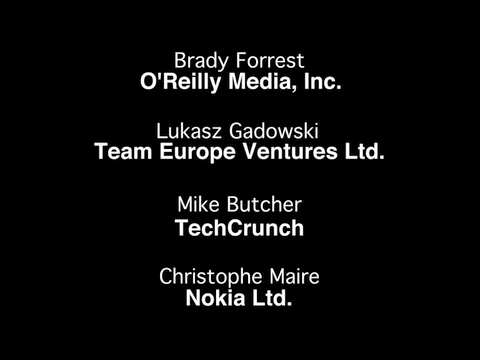 Brady Forrest
O'Reilly Media, Inc.
Lukasz Gadowski
Team Europe Ventures Ltd.
Mike Butcher
TechCrunch
Christophe Maire
Nokia Ltd.